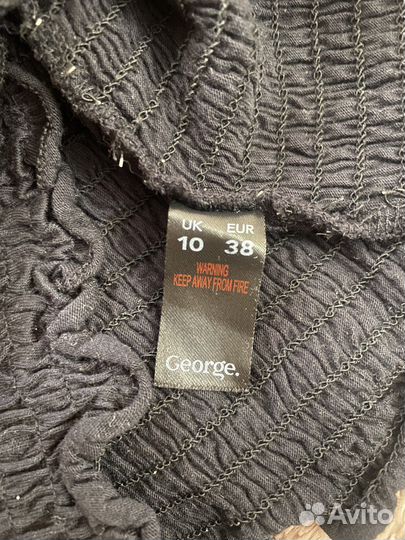 UK EUR
10 38
WARNING
KEEP AWAY FROM FIRE
George.
Avito